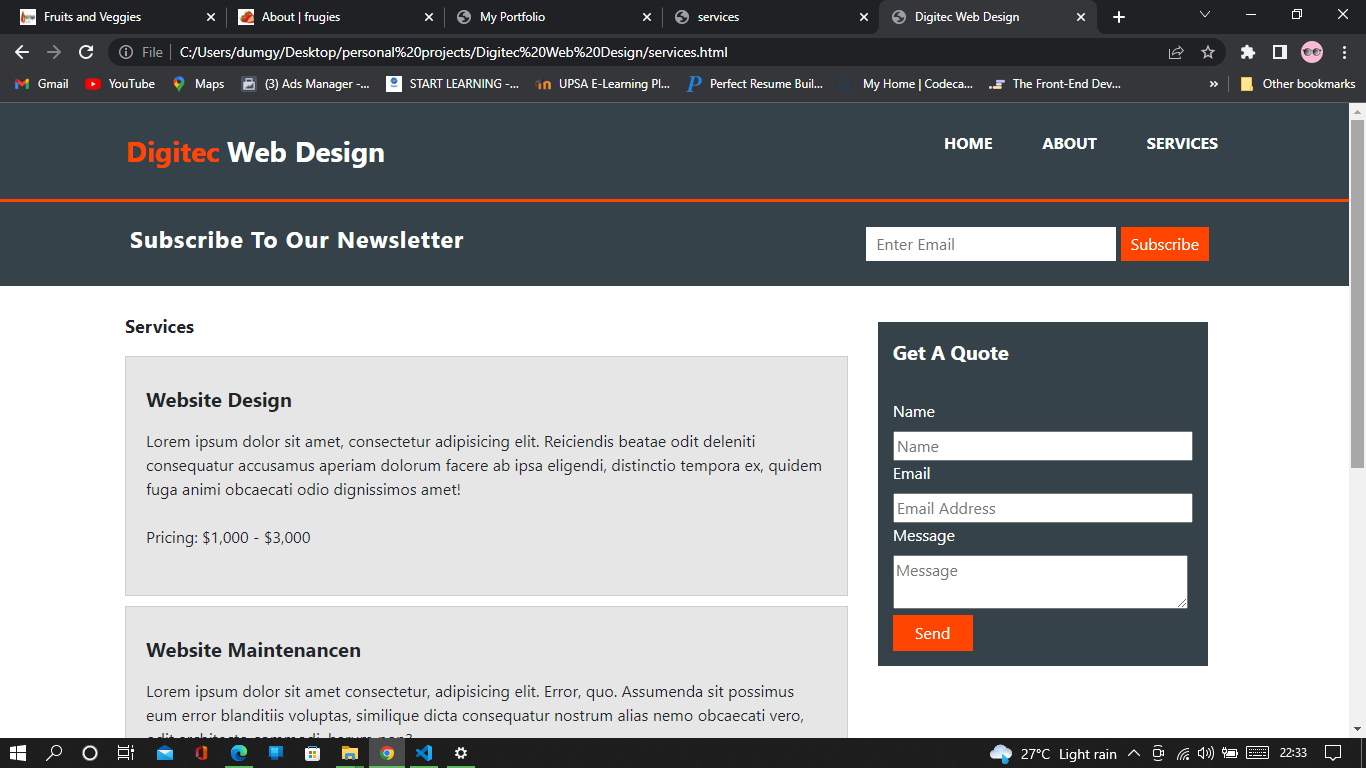 Fruits and Veggies
About | frugies
My Portfolio
services
Digitec Web Design
File | C:/Users/dumgy/Desktop/personal%20projects/Digitec%20Web%20Design/services.html
Gmail
YouTube
Maps
(3) Ads Manager -...
START LEARNING -...
UPSA E-Learning Pl...
Perfect Resume Buil...
My Home | Codeca...
The Front-End Dev...
»
Other bookmarks
Digitec Web Design
HOME
ABOUT
SERVICES
Subscribe To Our Newsletter
Enter Email
Subscribe
Services
Website Design
Lorem ipsum dolor sit amet, consectetur adipisicing elit. Reiciendis beatae odit deleniti
consequatur accusamus aperiam dolorum facere ab ipsa eligendi, distinctio tempora ex, quidem
fuga animi obcaecati odio dignissimos amet!
Pricing: $1,000 - $3,000
Website Maintenancen
Lorem ipsum dolor sit amet consectetur, adipisicing elit. Error, quo. Assumenda sit possimus
eum error blanditiis voluptas, similique dicta consequatur nostrum alias nemo obcaecati vero,
odit architecto commodi, harum non?
Get A Quote
Name
Name
Email
Email Address
Message
Message
Send
27°C Light rain
22:33